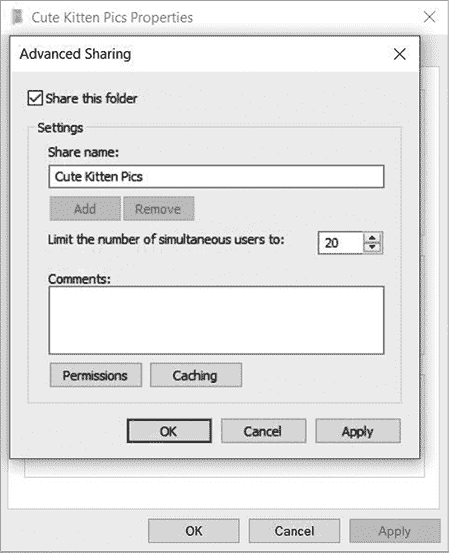 Cute Kitten Pics Properties
Advanced Sharing
Share this folder
Settings
Share name:
Cute Kitten Pics
Add Remove
Limit the number of simultaneous users to: 20
Comments:
Permissions Caching
OK Cancel Apply
OK Cancel Apply